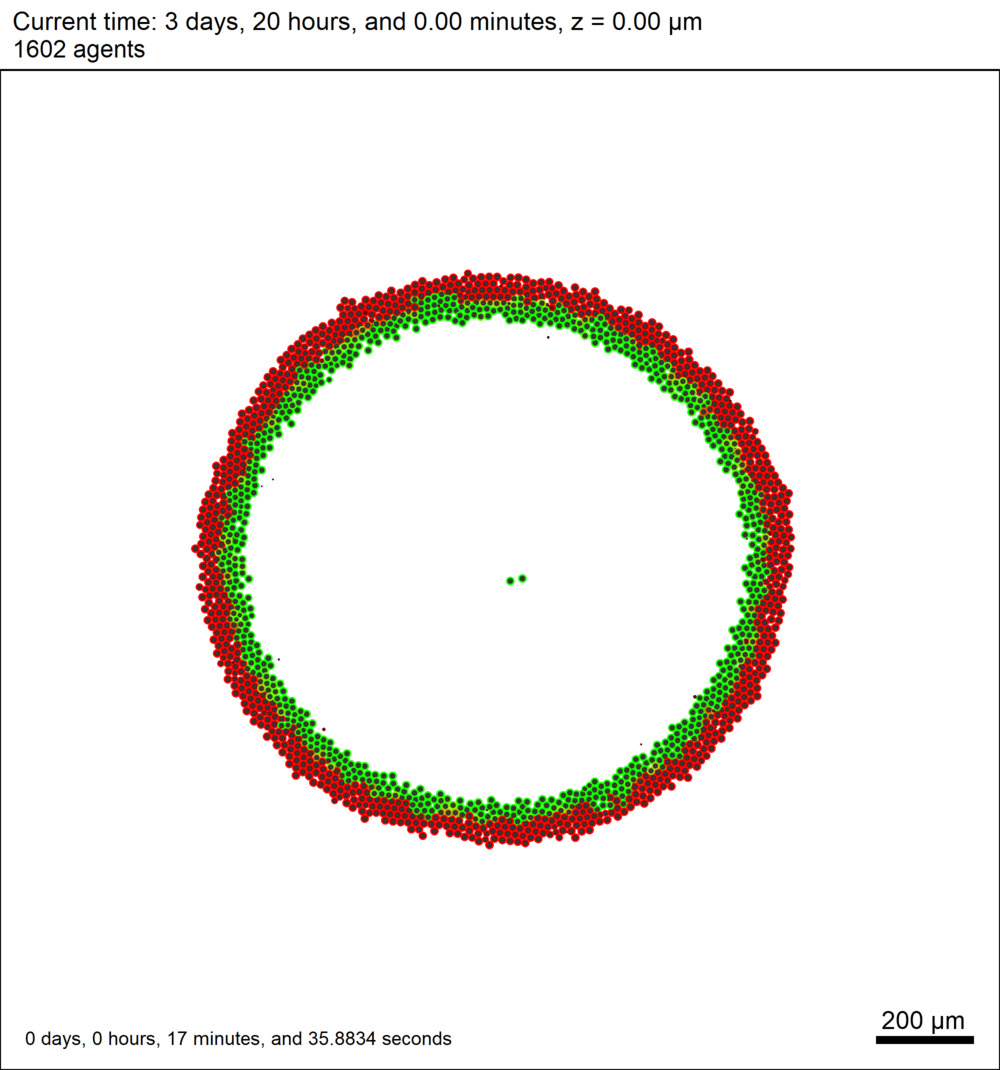 Current time: 3 days, 20 hours, and 0.00 minutes, z = 0.00 μm
1602 agents
200 μm
0 days, 0 hours, 17 minutes, and 35.8834 seconds